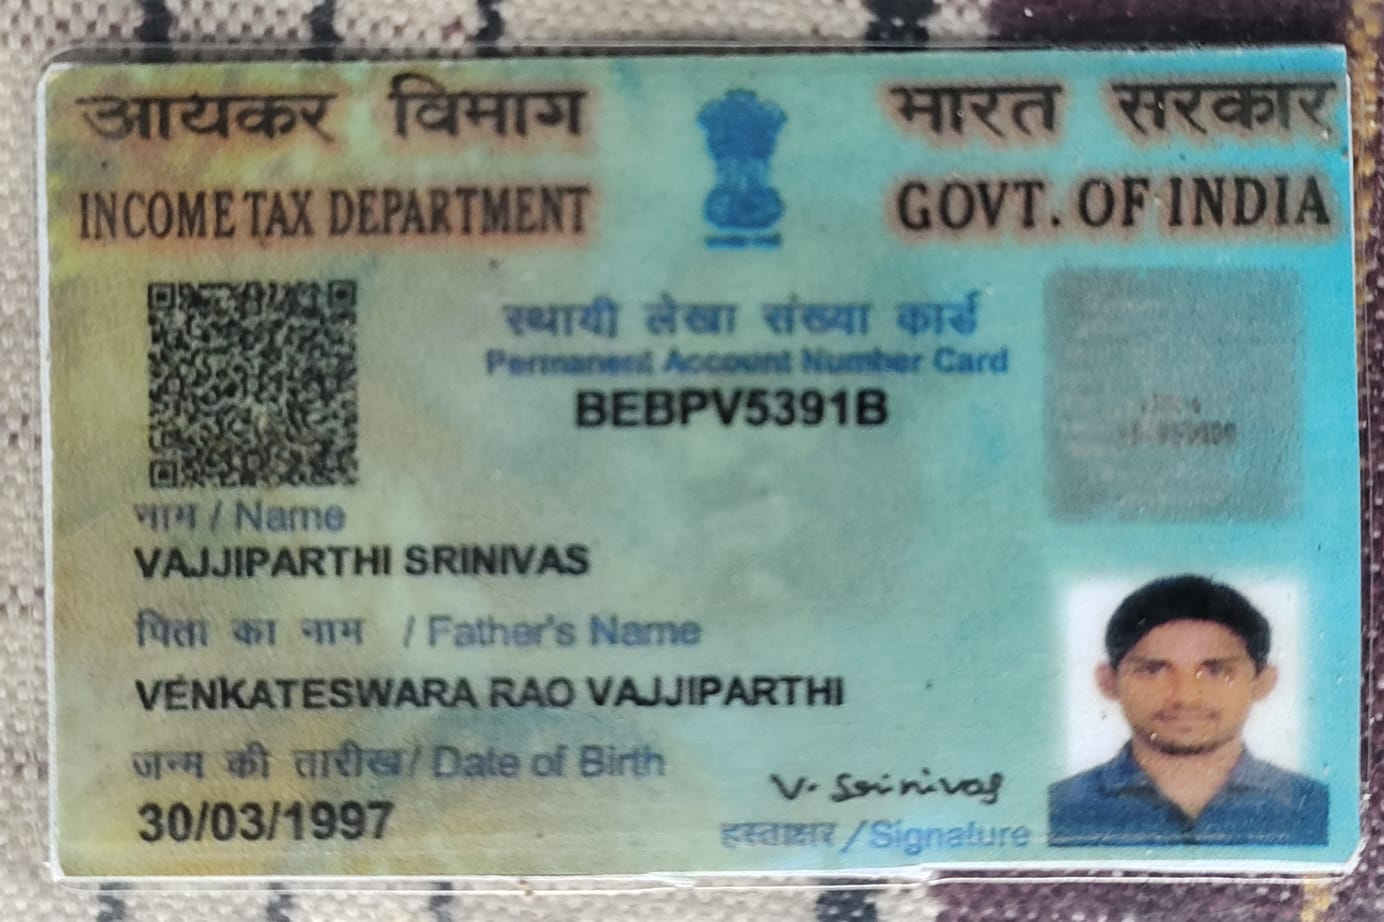 आयकर विभाग
INCOME TAX DEPARTMENT
भारत सरकार
GOVT. OF INDIA
स्थायी लेखा संख्या कार्ड
Permanent Account Number Card
BEBPV5391B
नाम / Name
VAJJIPARTHI SRINIVAS
पिता का नाम / Father's Name
VENKATESWARA RAO VAJJIPARTHI
जन्म की तारीख / Date of Birth
30/03/1997
V. Srinivas
हस्ताक्षर / Signature